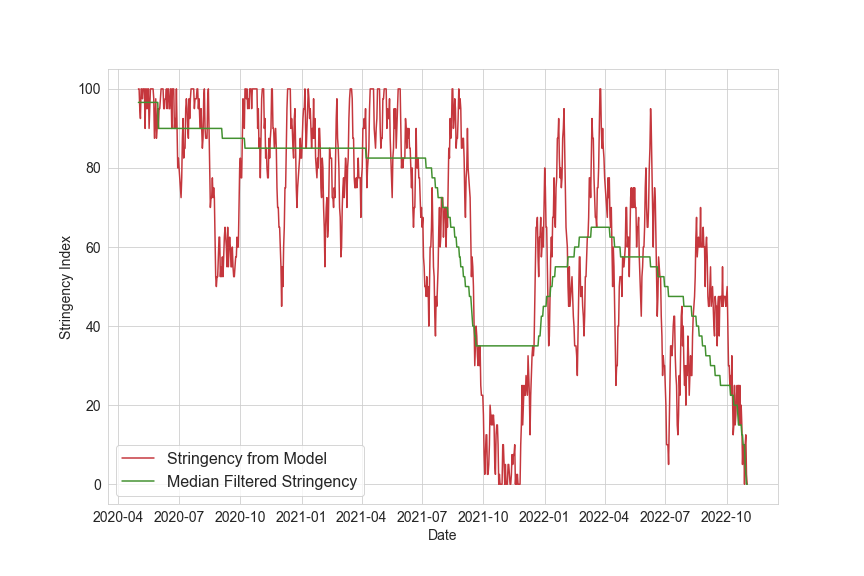 100
80
60
40
20
0
Stringency Index
Stringency from Model
Median Filtered Stringency
2020-04 2020-07 2020-10 2021-01 2021-04 2021-07 2021-10 2022-01 2022-04 2022-07 2022-10
Date